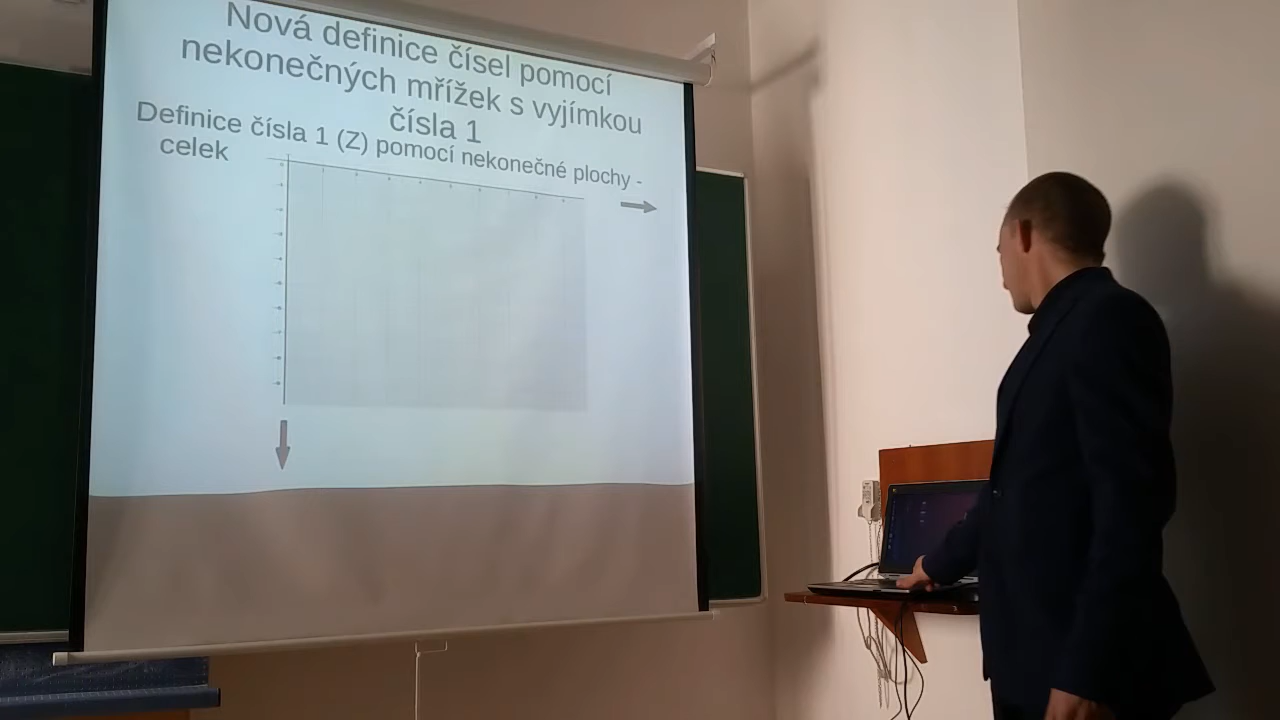 Nová definice čísel pomocí
nekonečných mřížek s vyjímkou
čísla 1
Definice čísla 1 (Z) pomocí nekonečné plochy -
celek